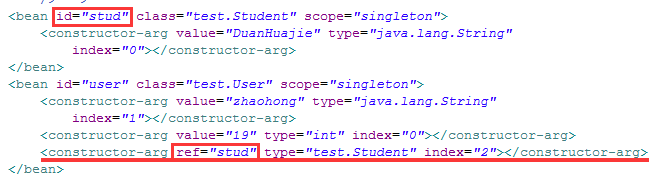 <bean id="stud" class="test.Student" scope="singleton">
<constructor-arg value="DuanHuajie" type="java.lang.String"
index="0"></constructor-arg>
</bean>
<bean id="user" class="test.User" scope="singleton">
<constructor-arg value="zhaohong" type="java.lang.String"
index="1"></constructor-arg>
<constructor-arg value="19" type="int" index="0"></constructor-arg>
<constructor-arg ref="stud" type="test.Student" index="2"></constructor-arg>
</bean>